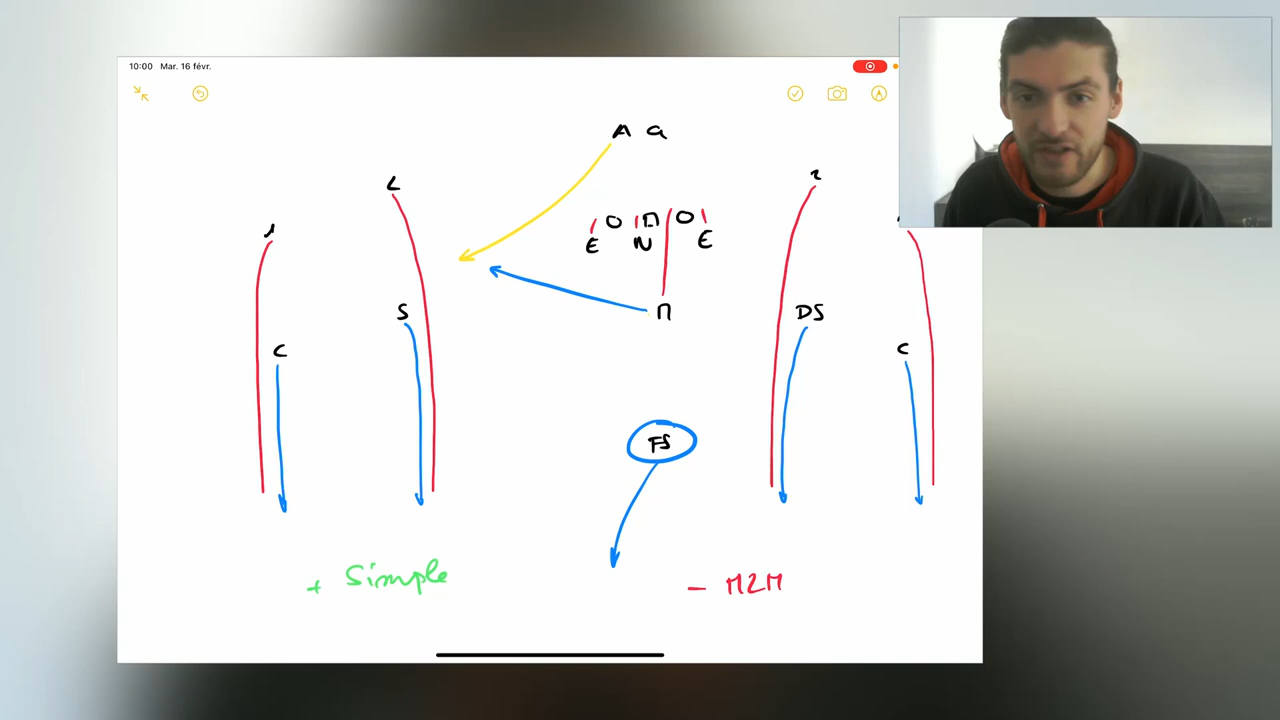 10:00 Mar. 16 févr.
A Q
2
1
2
O O
E N E
S
M
DS
C
C
FS
+ Simple
- M2M